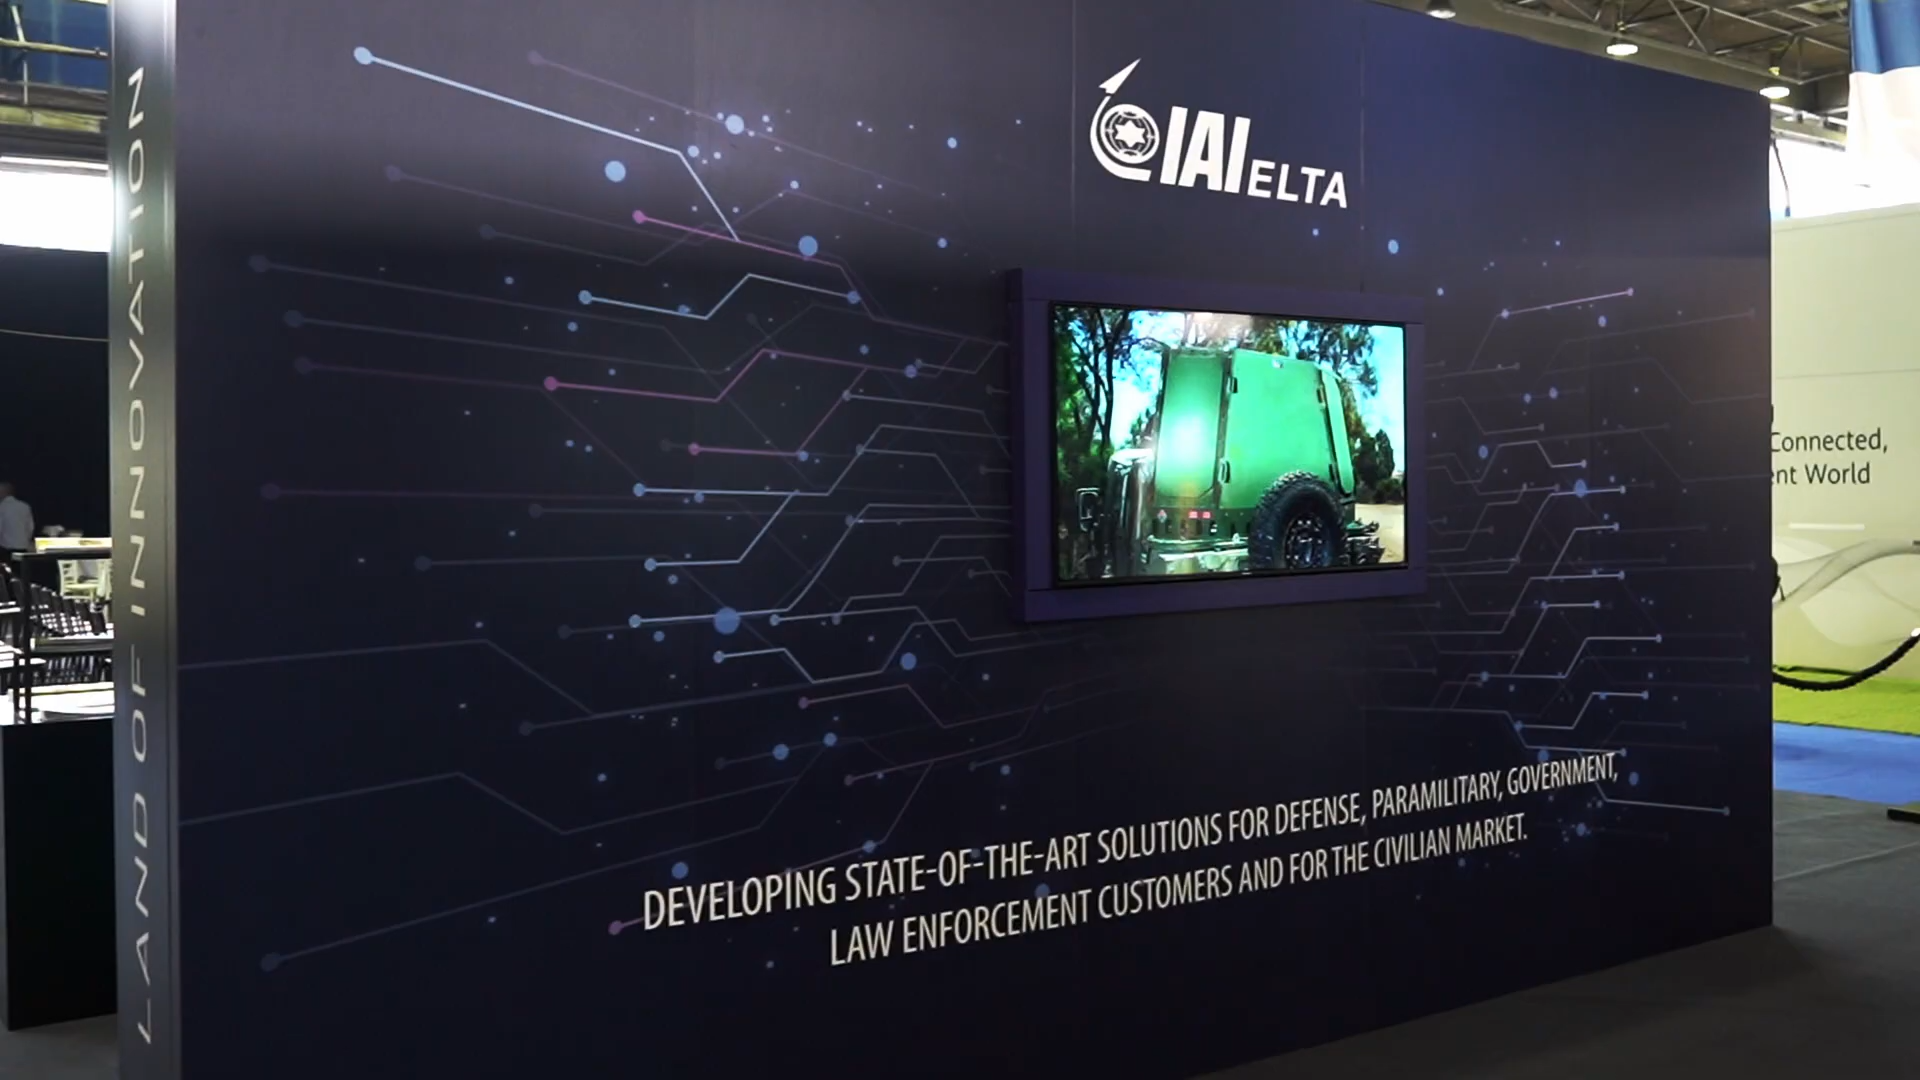 LAND OF INNOVATION
IAI ELTA
DEVELOPING STATE-OF-THE-ART SOLUTIONS FOR DEFENSE, PARAMILITARY, GOVERNMENT,
LAW ENFORCEMENT CUSTOMERS AND FOR THE CIVILIAN MARKET.
Connected,
World